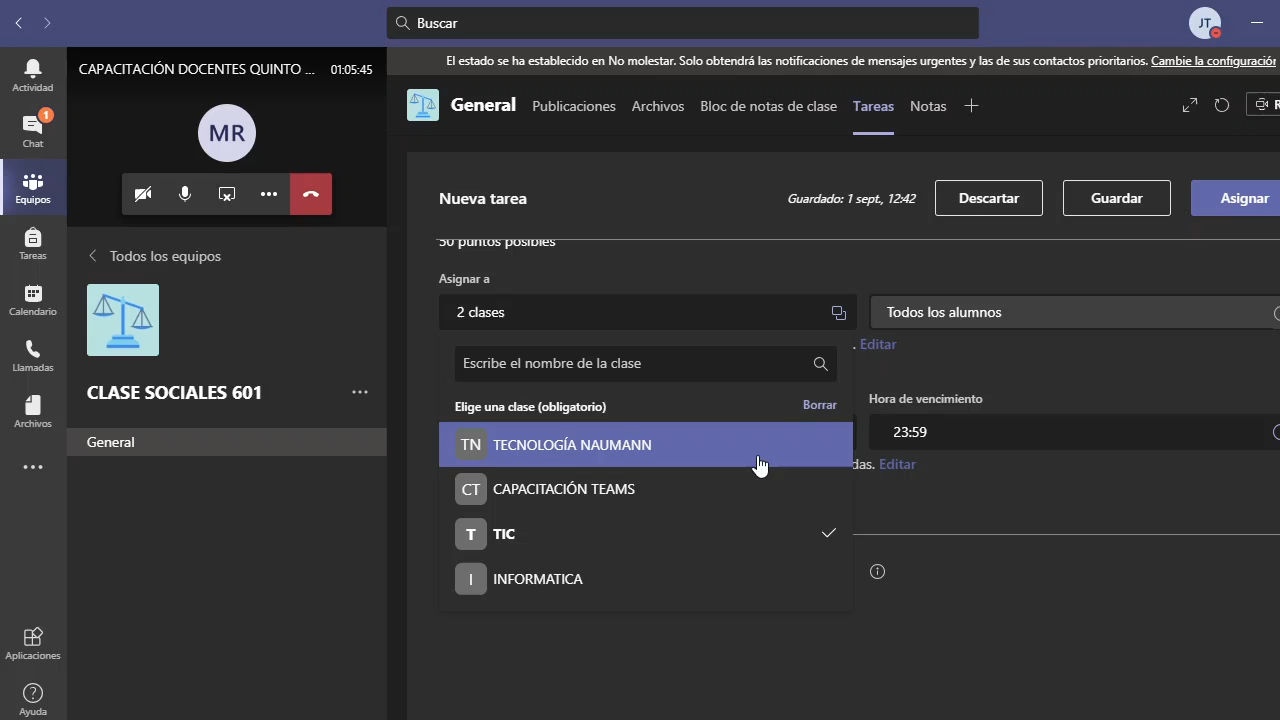 Buscar
JT
CAPACITACIÓN DOCENTES QUINTO ...
01:05:45
El estado se ha establecido en No molestar. Solo obtendrá las notificaciones de mensajes urgentes y las de sus contactos prioritarios. Cambie la configuración
Actividad
1
Chat
Equipos
Tareas
Calendario
Llamadas
Archivos
Aplicaciones
Ayuda
MR
Todos los equipos
CLASE SOCIALES 601
General
General
Publicaciones
Archivos
Bloc de notas de clase
Tareas
Notas
R
Nueva tarea
Guardado: 1 sept., 12:42
Descartar
Guardar
Asignar
50 puntos posibles
Asignar a
2 clases
Todos los alumnos
. Editar
Escribe el nombre de la clase
Elige una clase (obligatorio)
Borrar
Hora de vencimiento
23:59
das. Editar
TN TECNOLOGÍA NAUMANN
CT CAPACITACIÓN TEAMS
T TIC
I INFORMATICA